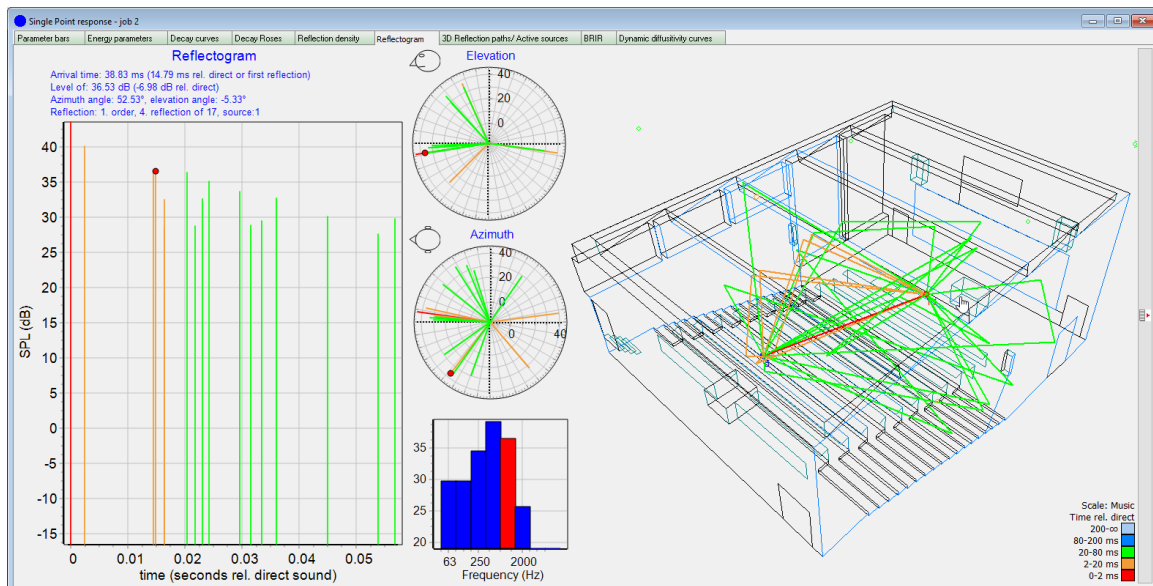 Single Point response - job 2
Parameter bars
Energy parameters
Decay curves
Decay Roses
Reflection density
Reflectogram
3D Reflection paths/ Active sources
BRIR
Dynamic diffusitivity curves
Reflectogram
Arrival time: 38.83 ms (14.79 ms rel. direct or first reflection)
Level of: 36.53 dB (-6.98 dB rel. direct)
Azimuth angle: 52.53°, elevation angle: -5.33°
Reflection: 1. order, 4. reflection of 17, source:1
SPL (dB)
40
35
30
25
20
15
10
5
0
-5
-10
-15
0 0.01 0.02 0.03 0.04 0.05
time (seconds rel. direct sound)
Elevation
40
20
0
Azimuth
40
20
0
0 40
35
30
25
20
63 250 2000
Frequency (Hz)
Scale: Music
Time rel. direct
200-∞
80-200 ms
20-80 ms
2-20 ms
0-2 ms